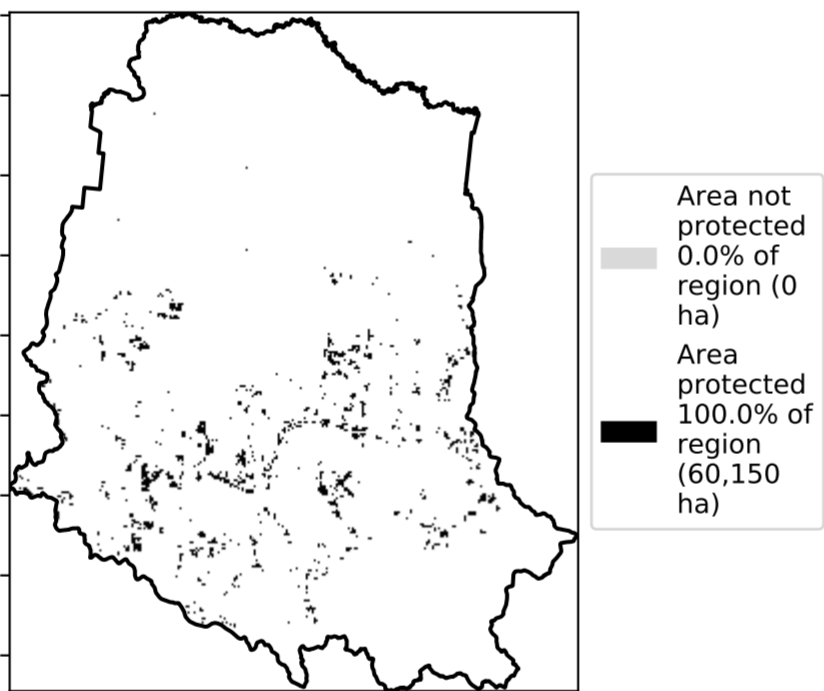 Area not
protected
0.0% of
region (0
ha)
Area
protected
100.0% of
region
(60,150
ha)